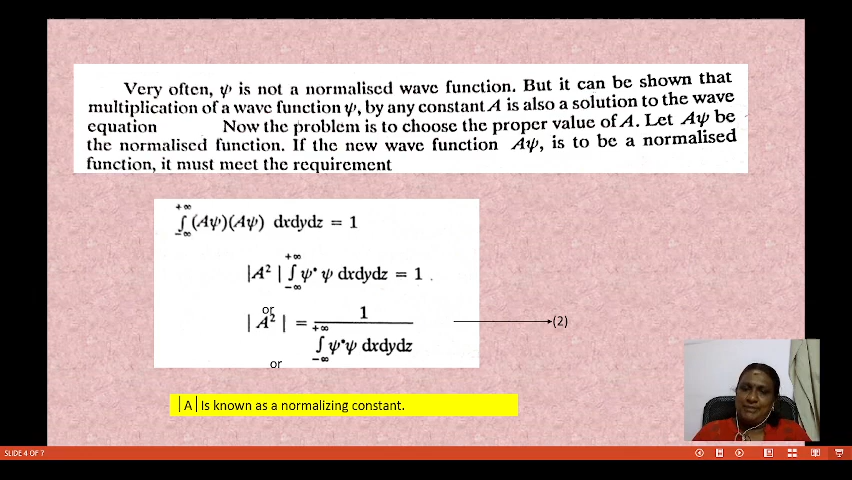 Very often, ψ is not a normalised wave function. But it can be shown that
multiplication of a wave function ψ, by any constant A is also a solution to the wave
equation Now the problem is to choose the proper value of A. Let Aψ be
the normalised function. If the new wave function Aψ, is to be a normalised
function, it must meet the requirement
+∞
∫(Aψ)(Aψ) dxdydz = 1
−∞
+∞
|A² | ∫ ψ* ψ dxdydz = 1 .
−∞
or
| A² | = 1 / +∞ ∫ ψ*ψ dxdydz −∞
(2)
or
|A| Is known as a normalizing constant.
SLIDE 4 OF 7